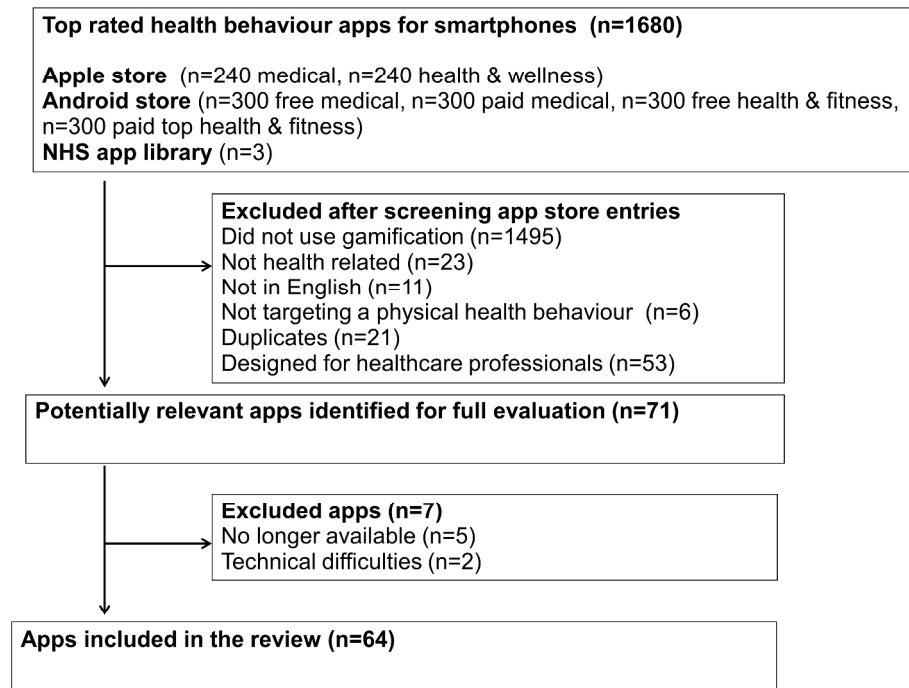 Top rated health behaviour apps for smartphones (n=1680)
Apple store (n=240 medical, n=240 health & wellness)
Android store (n=300 free medical, n=300 paid medical, n=300 free health & fitness,
n=300 paid top health & fitness)
NHS app library (n=3)
Excluded after screening app store entries
Did not use gamification (n=1495)
Not health related (n=23)
Not in English (n=11)
Not targeting a physical health behaviour (n=6)
Duplicates (n=21)
Designed for healthcare professionals (n=53)
Potentially relevant apps identified for full evaluation (n=71)
Excluded apps (n=7)
No longer available (n=5)
Technical difficulties (n=2)
Apps included in the review (n=64)